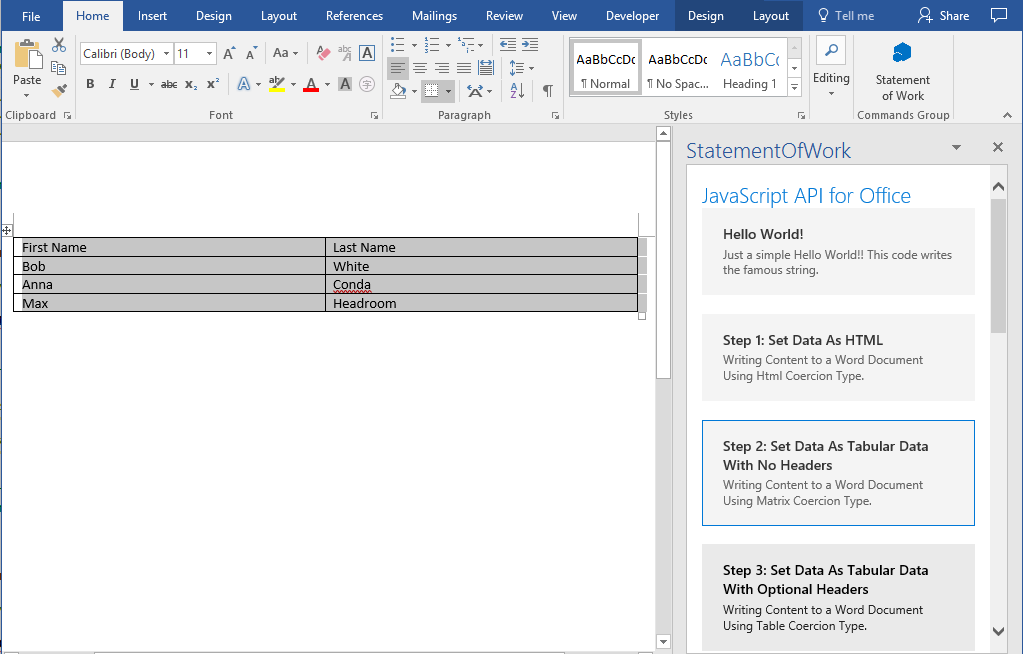 File Home Insert Design Layout References Mailings Review View Developer Design Layout Tell me Share
Paste
Calibri (Body) 11 A A Aa A abc A A
B I U abc X₂ X² A ab A A 字
AaBbCcDc AaBbCcDc AaBbCc
¶ Normal ¶ No Spac... Heading 1
Editing
Statement
of Work
Clipboard Font Paragraph Styles Commands Group
StatementOfWork
JavaScript API for Office
First Name Last Name
Bob White
Anna Conda
Max Headroom
Hello World!
Just a simple Hello World!! This code writes
the famous string.
Step 1: Set Data As HTML
Writing Content to a Word Document
Using Html Coercion Type.
Step 2: Set Data As Tabular Data
With No Headers
Writing Content to a Word Document
Using Matrix Coercion Type.
Step 3: Set Data As Tabular Data
With Optional Headers
Writing Content to a Word Document
Using Table Coercion Type.